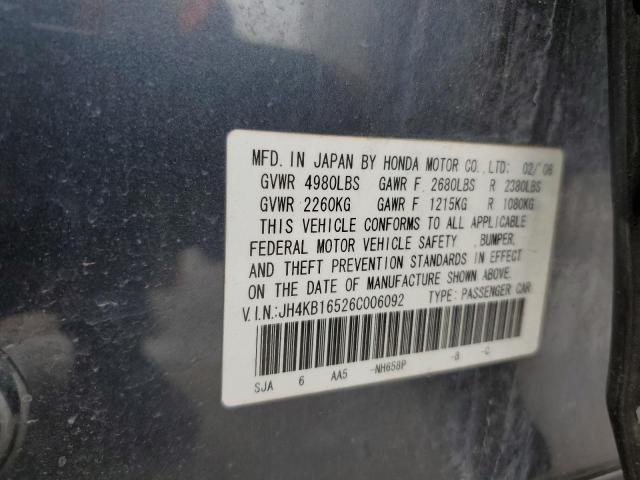 MFD. IN JAPAN BY HONDA MOTOR CO.,LTD: 02/'06
GVWR 4980LBS GAWR F 2680LBS R 2380LBS
GVWR 2260KG GAWR F 1215KG R 1080KG
THIS VEHICLE CONFORMS TO ALL APPLICABLE
FEDERAL MOTOR VEHICLE SAFETY ,BUMPER,
AND THEFT PREVENTION STANDARDS IN EFFECT
ON THE DATE OF MANUFACTURE SHOWN ABOVE.
V.I.N.:JH4KB16526C006092 TYPE: PASSENGER CAR
SJA 6 AA5 -NH658P -B -C